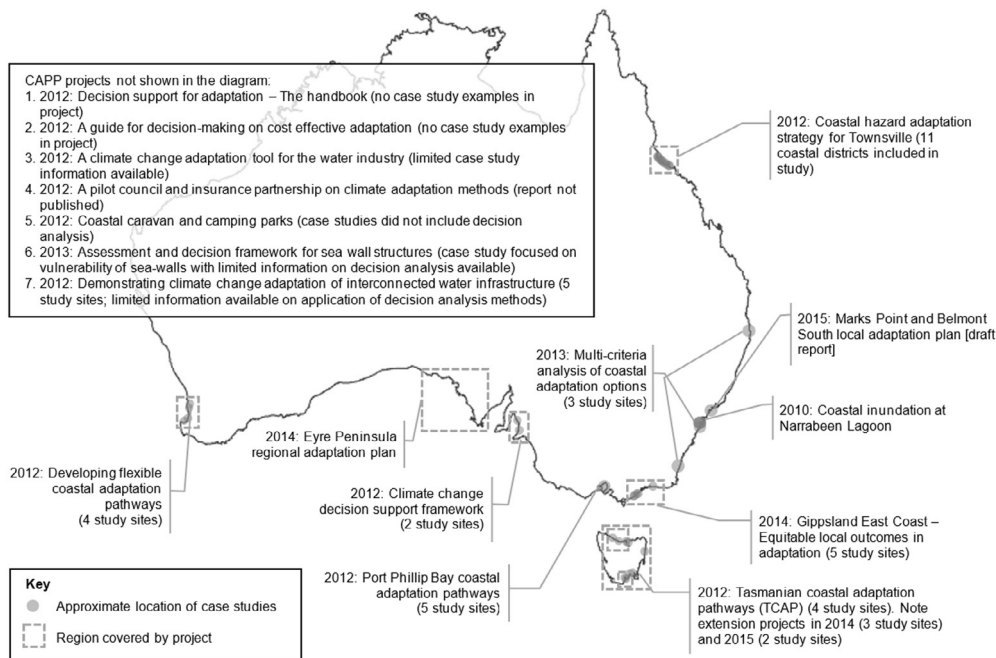 CAPP projects not shown in the diagram:
1. 2012: Decision support for adaptation – The handbook (no case study examples in
project)
2. 2012: A guide for decision-making on cost effective adaptation (no case study examples
in project)
3. 2012: A climate change adaptation tool for the water industry (limited case study
information available)
4. 2012: A pilot council and insurance partnership on climate adaptation methods (report not
published)
5. 2012: Coastal caravan and camping parks (case studies did not include decision
analysis)
6. 2013: Assessment and decision framework for sea wall structures (case study focused on
vulnerability of sea-walls with limited information on decision analysis available)
7. 2012: Demonstrating climate change adaptation of interconnected water infrastructure (5
study sites; limited information available on application of decision analysis methods)
2012: Coastal hazard adaptation
strategy for Townsville (11
coastal districts included in
study)
2015: Marks Point and Belmont
South local adaptation plan [draft
report]
2013: Multi-criteria
analysis of coastal
adaptation options
(3 study sites)
2010: Coastal inundation at
Narrabeen Lagoon
2014: Eyre Peninsula
regional adaptation plan
2012: Developing flexible
coastal adaptation
pathways
(4 study sites)
2012: Climate change
decision support framework
(2 study sites)
2014: Gippsland East Coast –
Equitable local outcomes in
adaptation (5 study sites)
2012: Port Phillip Bay coastal
adaptation pathways
(5 study sites)
2012: Tasmanian coastal adaptation
pathways (TCAP) (4 study sites). Note
extension projects in 2014 (3 study sites)
and 2015 (2 study sites)
Key
Approximate location of case studies
Region covered by project